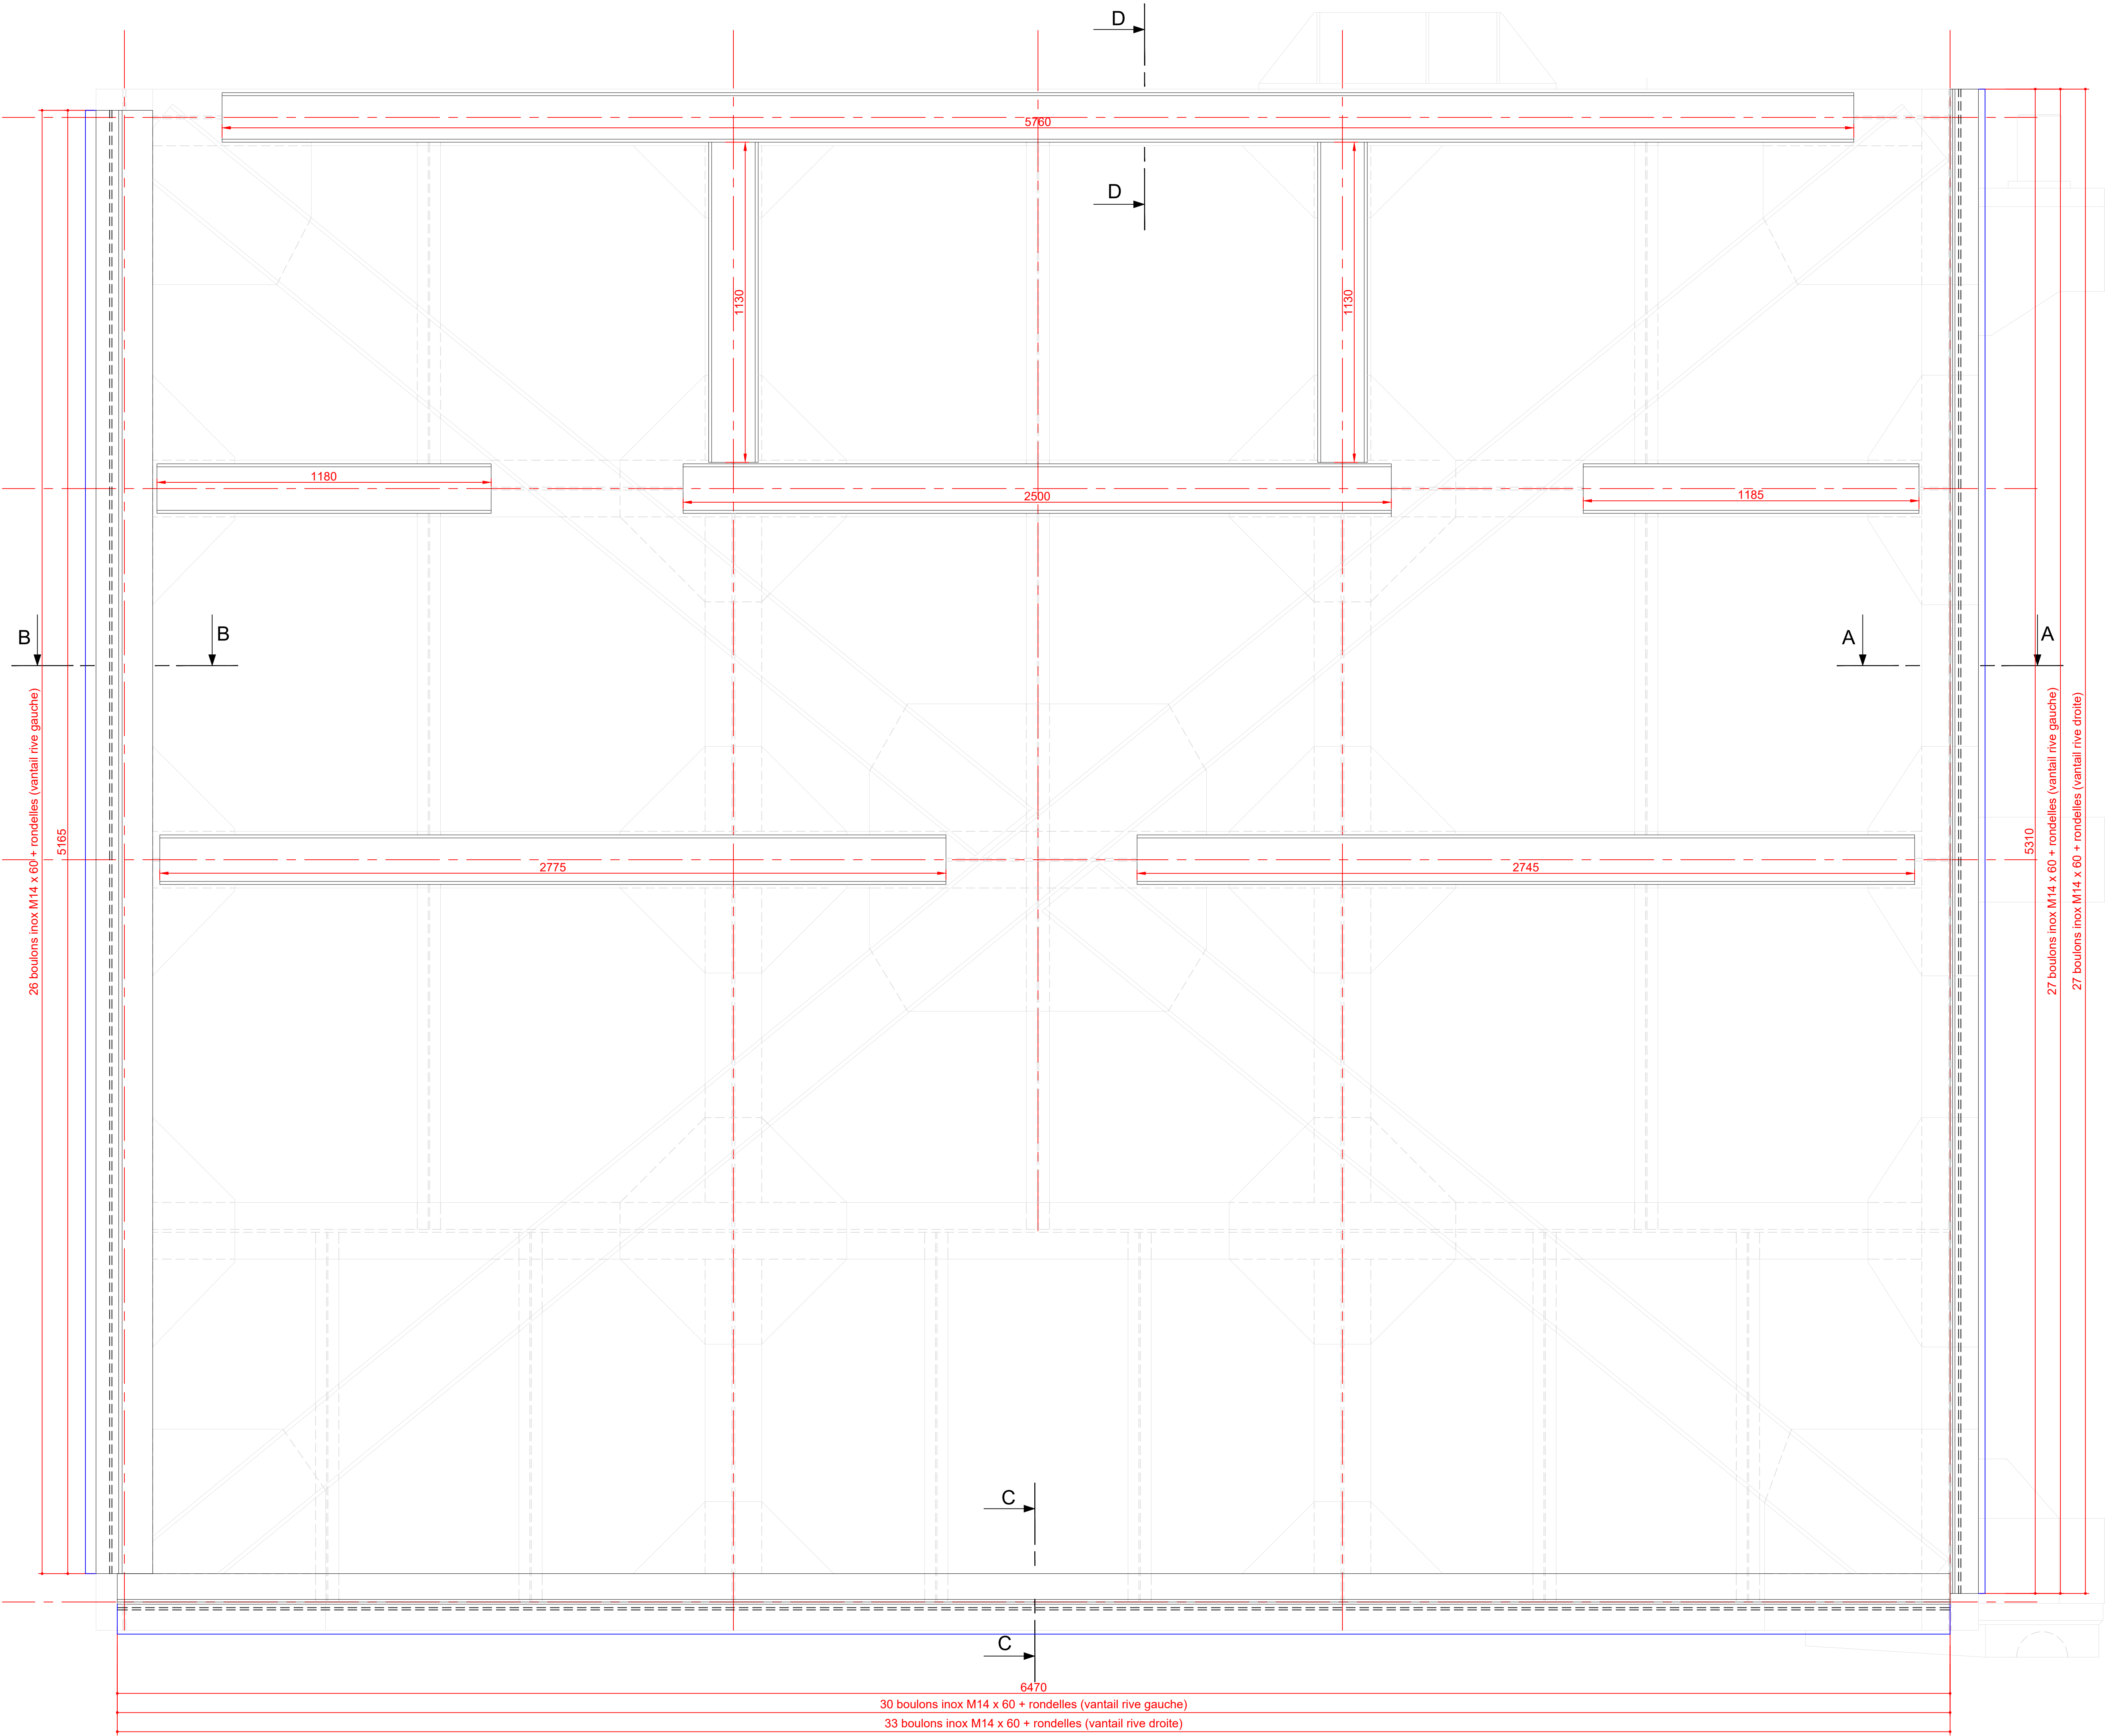 D
5760
D
1130
1130
1180
2500
1185
B
B
A
A
26 boulons inox M14 x 60 + rondelles (vantail rive gauche)
5165
2775
2745
5310
27 boulons inox M14 x 60 + rondelles (vantail rive gauche)
27 boulons inox M14 x 60 + rondelles (vantail rive droite)
C
C
6470
30 boulons inox M14 x 60 + rondelles (vantail rive gauche)
33 boulons inox M14 x 60 + rondelles (vantail rive droite)